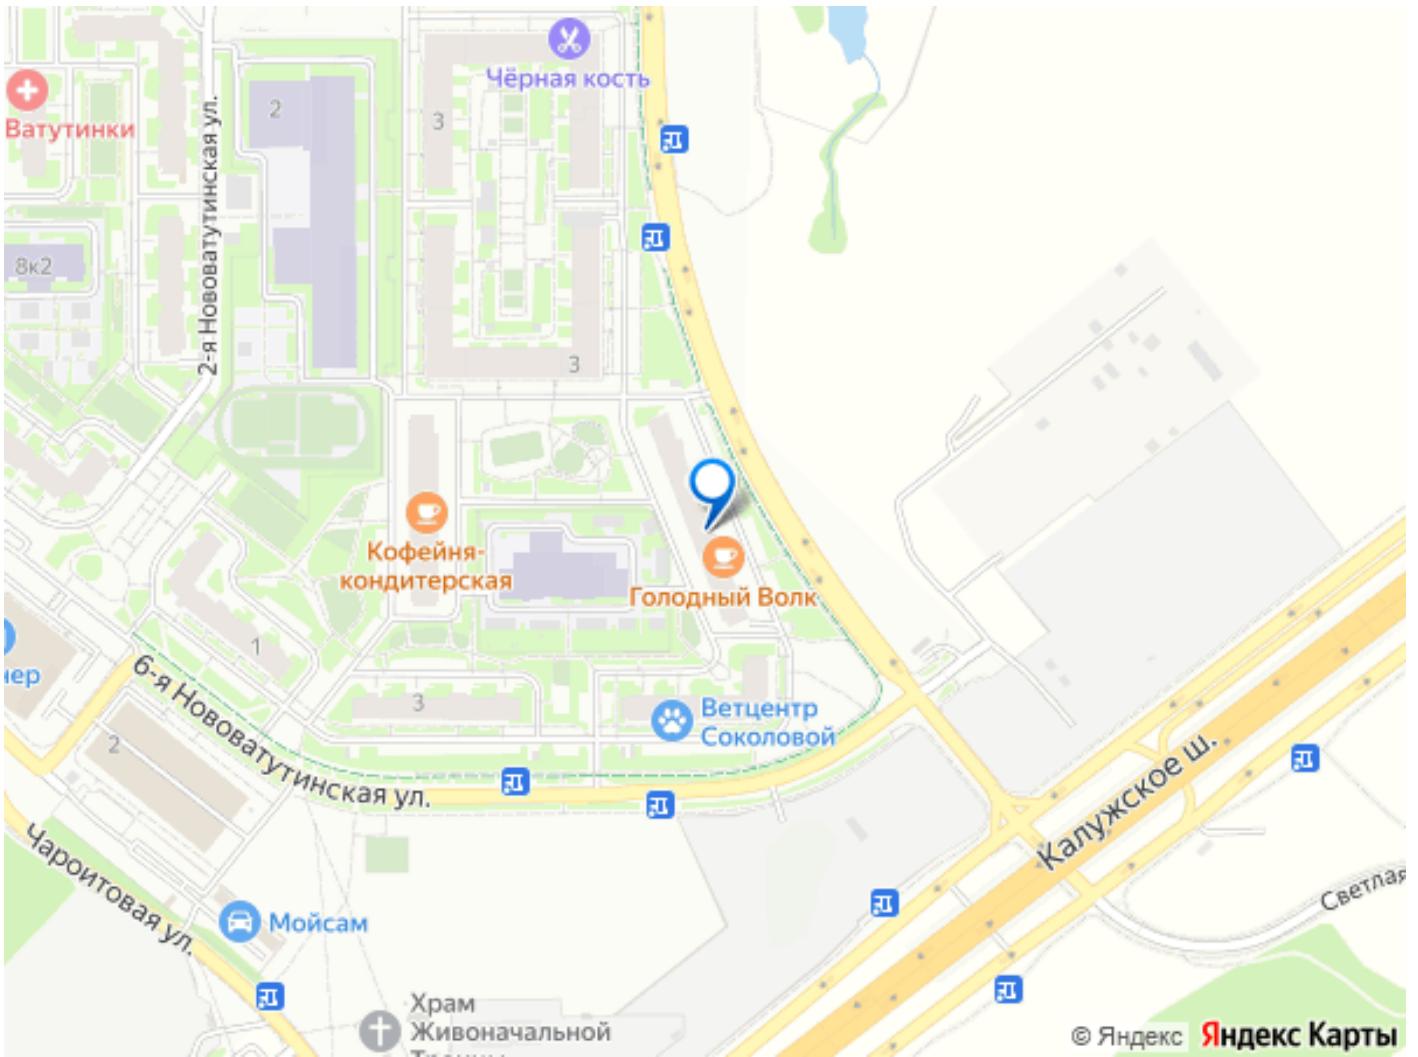 Чёрная кость
2
3
Ватутинки
2-я Нововатутинская ул.
8к2
3
Кофейня-
кондитерская
Голодный Волк
1
6-я Нововатутинская ул.
3
Ветцентр
Соколовой
нер
2
Калужское ш.
Чароитовая ул.
Светлая
Мойсам
Храм
Живоначальной
© Яндекс Яндекс Карты